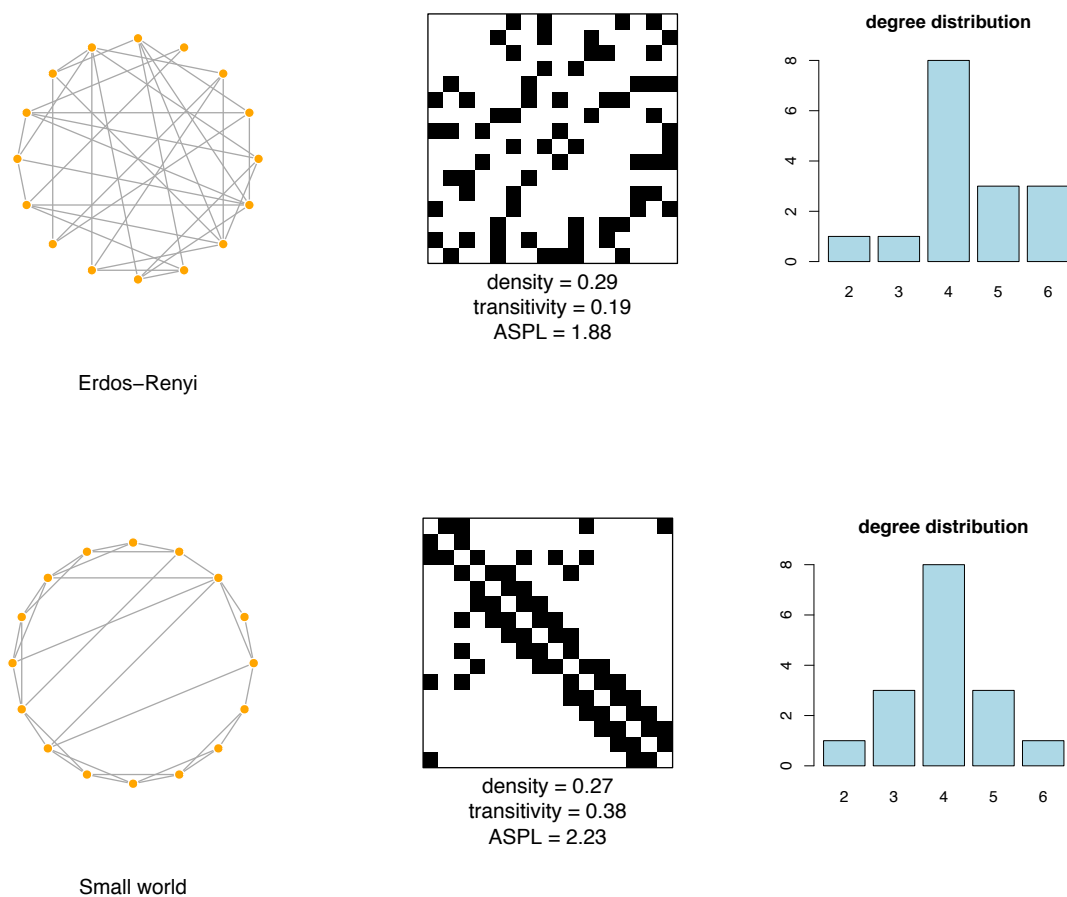 degree distribution
8
6
4
2
0
2 3 4 5 6
density = 0.29
transitivity = 0.19
ASPL = 1.88
Erdos−Renyi
degree distribution
8
6
4
2
0
2 3 4 5 6
density = 0.27
transitivity = 0.38
ASPL = 2.23
Small world